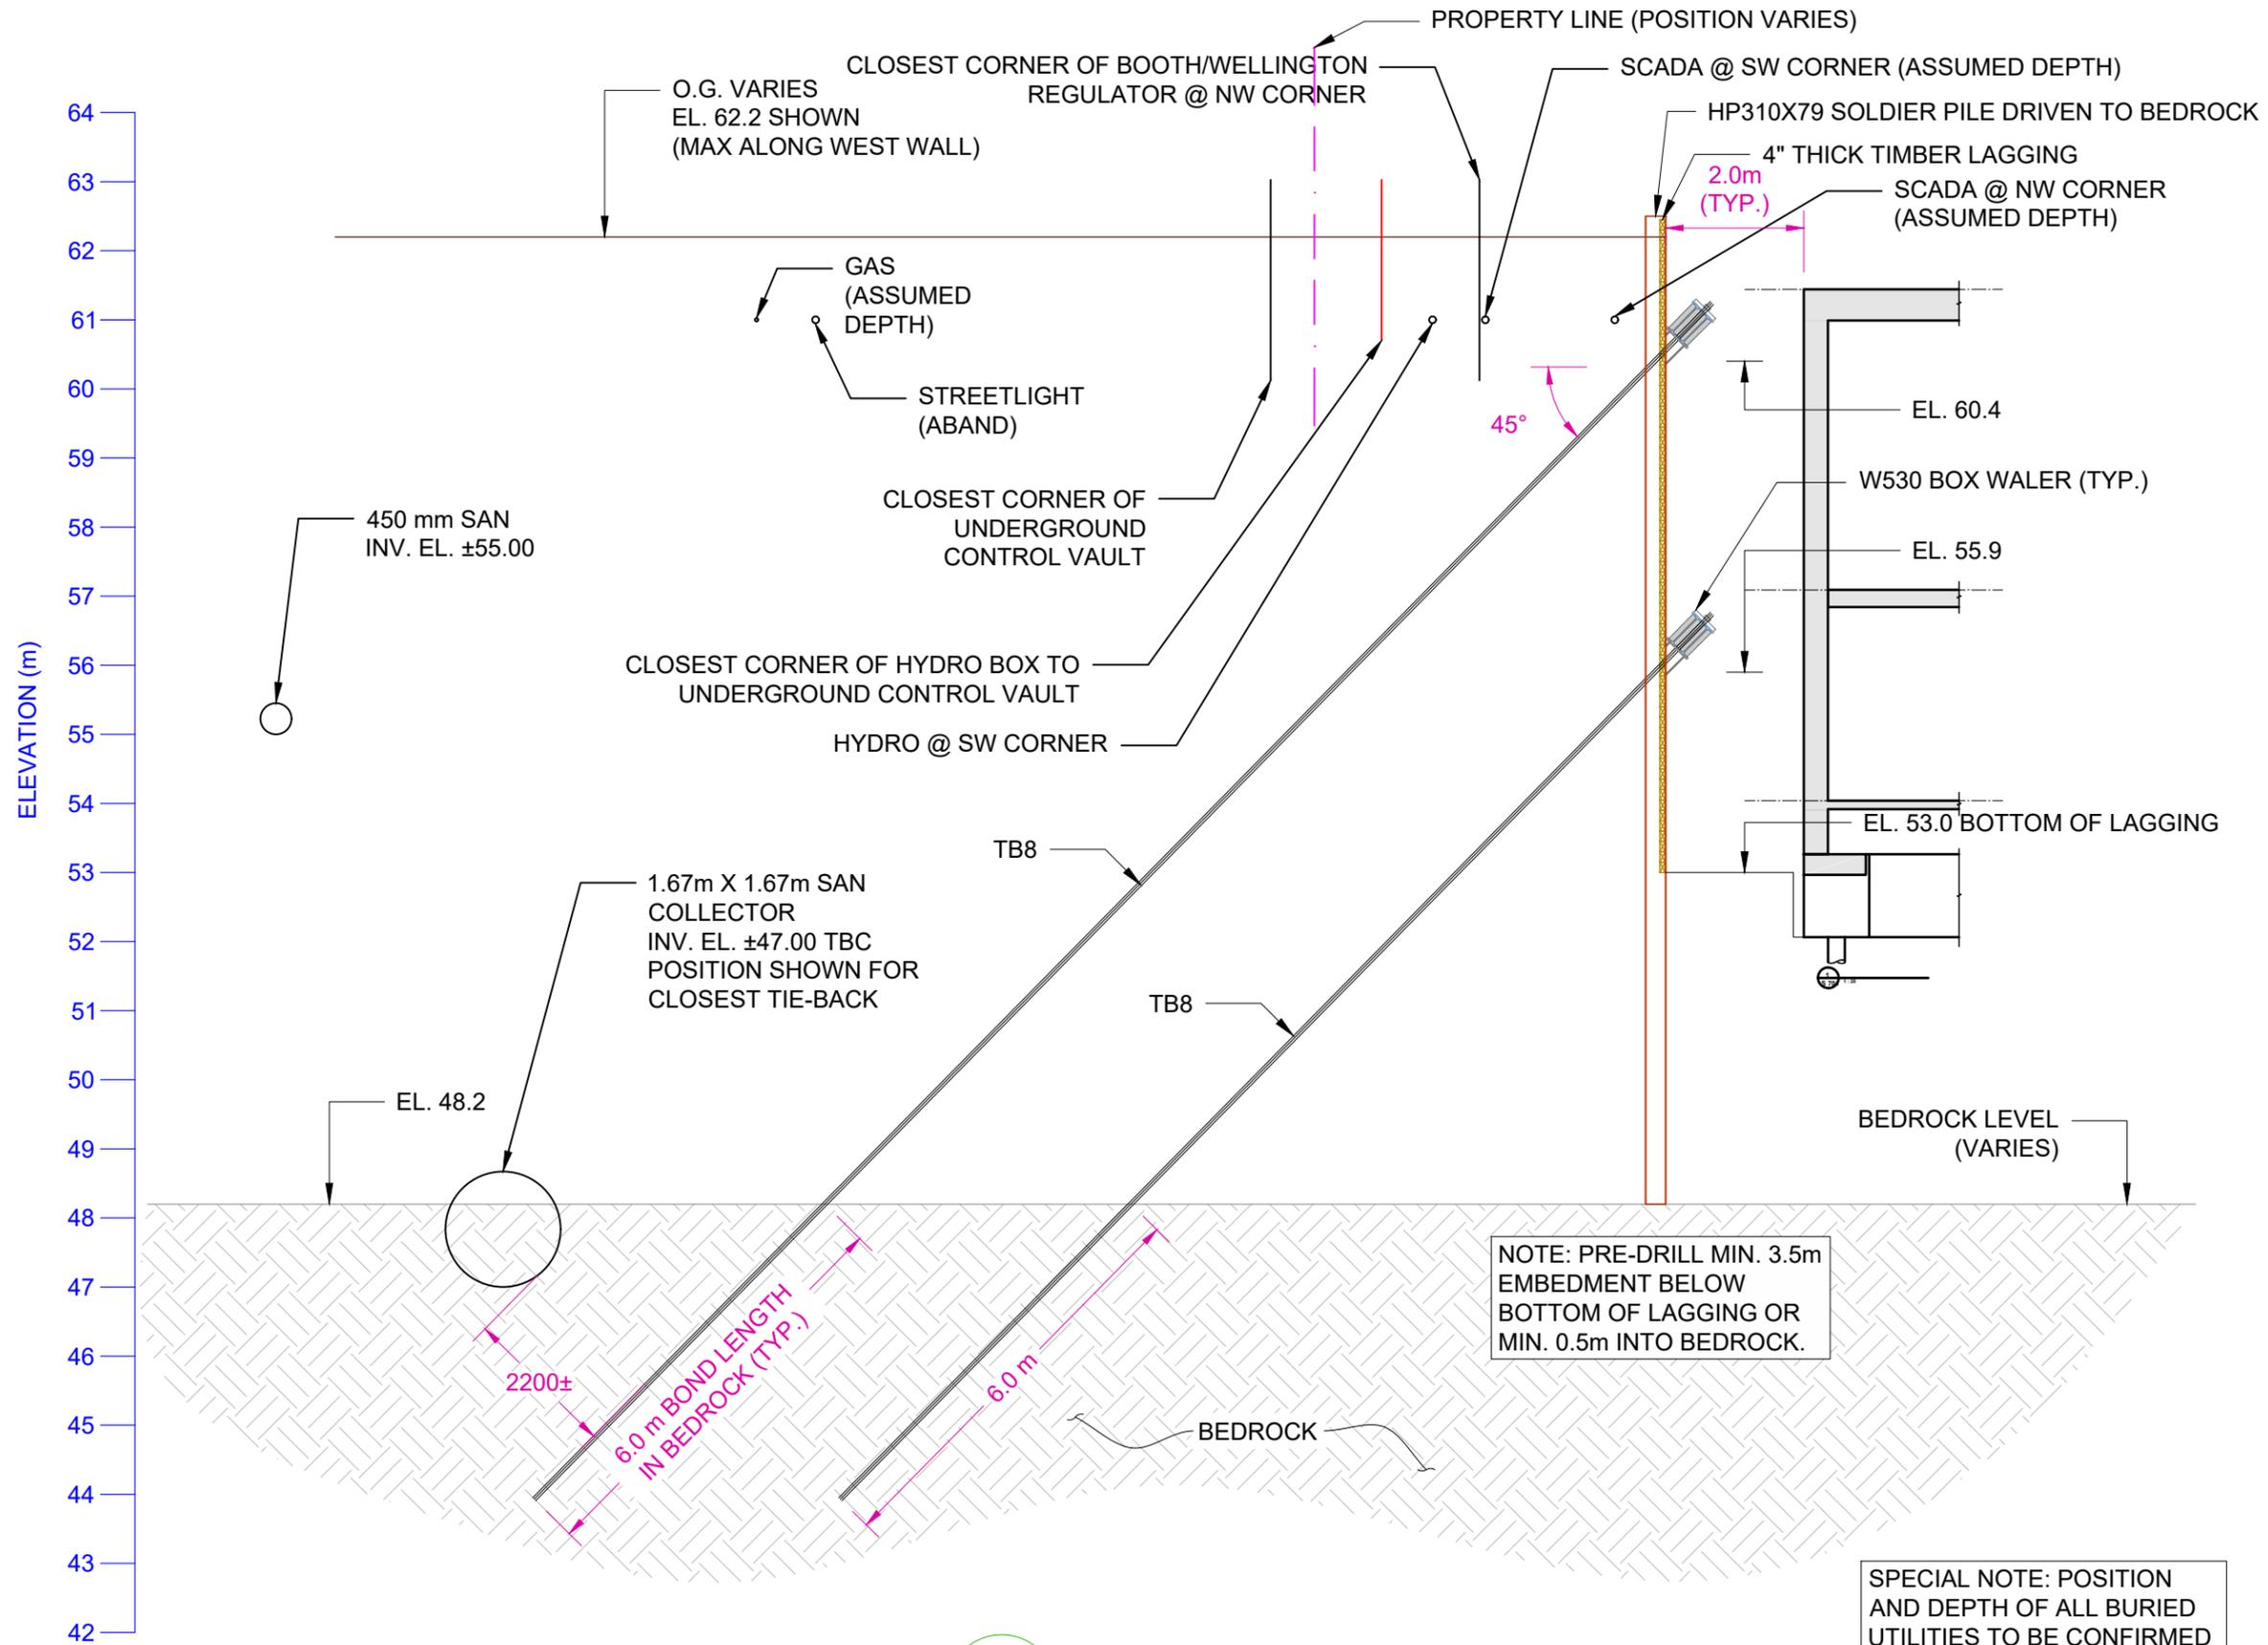 PROPERTY LINE (POSITION VARIES)
CLOSEST CORNER OF BOOTH/WELLINGTON
REGULATOR @ NW CORNER
SCADA @ SW CORNER (ASSUMED DEPTH)
O.G. VARIES
EL. 62.2 SHOWN
(MAX ALONG WEST WALL)
HP310X79 SOLDIER PILE DRIVEN TO BEDROCK
4" THICK TIMBER LAGGING
2.0m
(TYP.)
SCADA @ NW CORNER
(ASSUMED DEPTH)
GAS
(ASSUMED
DEPTH)
STREETLIGHT
(ABAND)
45°
EL. 60.4
CLOSEST CORNER OF
UNDERGROUND
CONTROL VAULT
W530 BOX WALER (TYP.)
450 mm SAN
INV. EL. ±55.00
EL. 55.9
CLOSEST CORNER OF HYDRO BOX TO
UNDERGROUND CONTROL VAULT
HYDRO @ SW CORNER
EL. 53.0 BOTTOM OF LAGGING
TB8
1.67m X 1.67m SAN
COLLECTOR
INV. EL. ±47.00 TBC
POSITION SHOWN FOR
CLOSEST TIE-BACK
TB8
EL. 48.2
BEDROCK LEVEL
(VARIES)
NOTE: PRE-DRILL MIN. 3.5m
EMBEDMENT BELOW
BOTTOM OF LAGGING OR
MIN. 0.5m INTO BEDROCK.
2200±
6.0 m BOND LENGTH
IN BEDROCK (TYP.)
6.0 m
BEDROCK
SPECIAL NOTE: POSITION
AND DEPTH OF ALL BURIED
UTILITIES TO BE CONFIRMED
ELEVATION (m)
64
63
62
61
60
59
58
57
56
55
54
53
52
51
50
49
48
47
46
45
44
43
42